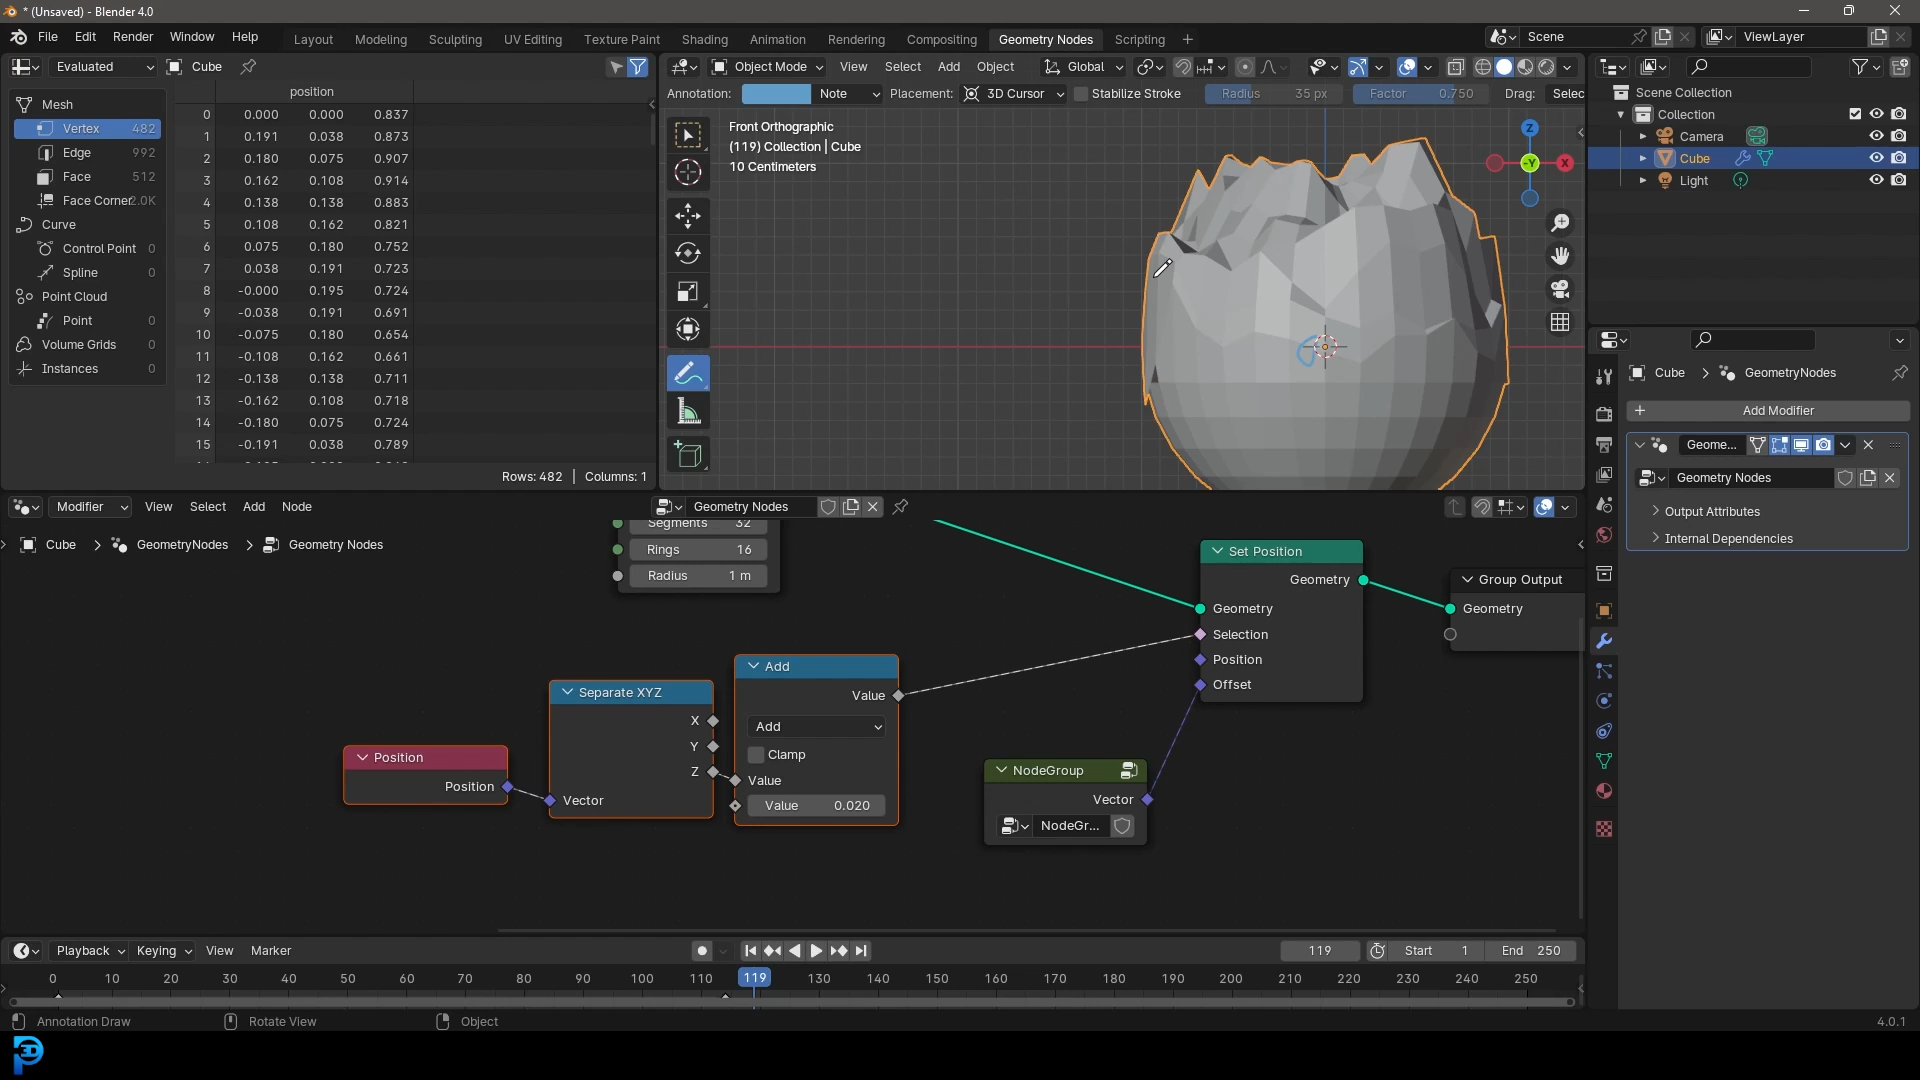 * (Unsaved) - Blender 4.0
File Edit Render Window Help Layout Modeling Sculpting UV Editing Texture Paint Shading Animation Rendering Compositing Geometry Nodes Scripting + Scene ViewLayer
Evaluated Cube
Object Mode View Select Add Object Global
Annotation: Note Placement: 3D Cursor Stabilize Stroke Radius 35 px Factor 0.750 Drag: Selec
Scene Collection
Collection
Camera
Cube
Light
Mesh
Vertex 482
Edge 992
Face 512
Face Corner 2.0K
Curve
Control Point 0
Spline 0
Point Cloud
Point 0
Volume Grids 0
Instances 0
position
0 0.000 0.000 0.837
1 0.191 0.038 0.873
2 0.180 0.075 0.907
3 0.162 0.108 0.914
4 0.138 0.138 0.883
5 0.108 0.162 0.821
6 0.075 0.180 0.752
7 0.038 0.191 0.723
8 -0.000 0.195 0.724
9 -0.038 0.191 0.691
10 -0.075 0.180 0.654
11 -0.108 0.162 0.661
12 -0.138 0.138 0.711
13 -0.162 0.108 0.718
14 -0.180 0.075 0.724
15 -0.191 0.038 0.789
Rows: 482 | Columns: 1
Front Orthographic
(119) Collection | Cube
10 Centimeters
Z
-Y
X
Cube > GeometryNodes
+ Add Modifier
Geome...
Geometry Nodes
Output Attributes
Internal Dependencies
Modifier View Select Add Node Geometry Nodes
Cube > GeometryNodes > Geometry Nodes
Segments 32
Rings 16
Radius 1 m
Set Position
Geometry
Geometry
Selection
Position
Offset
Group Output
Geometry
Position
Position
Separate XYZ
X
Y
Z
Vector
Add
Value
Add
Clamp
Value
Value 0.020
NodeGroup
Vector
NodeGr...
Playback Keying View Marker 119 Start 1 End 250
0 10 20 30 40 50 60 70 80 90 100 110 119 130 140 150 160 170 180 190 200 210 220 230 240 250
Annotation Draw Rotate View Object 4.0.1
3D